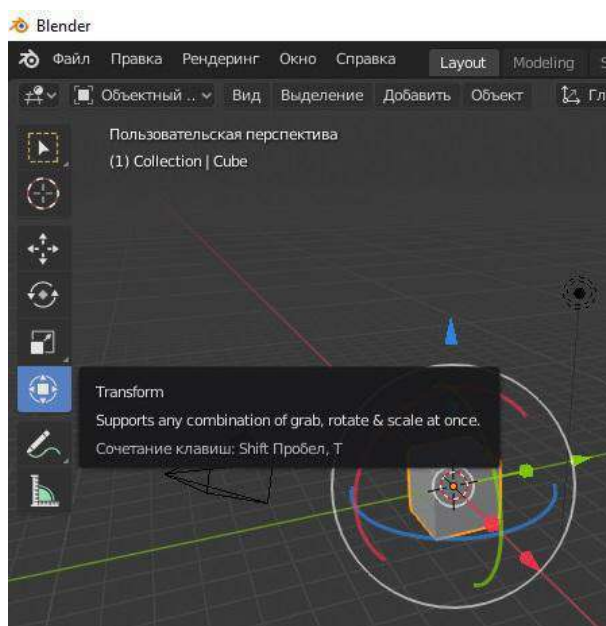 Blender
Файл Правка Рендеринг Окно Справка Layout Modeling S
Объектный .. Вид Выделение Добавить Объект Гл
Пользовательская перспектива
(1) Collection | Cube
Transform
Supports any combination of grab, rotate & scale at once.
Сочетание клавиш: Shift Пробел, T